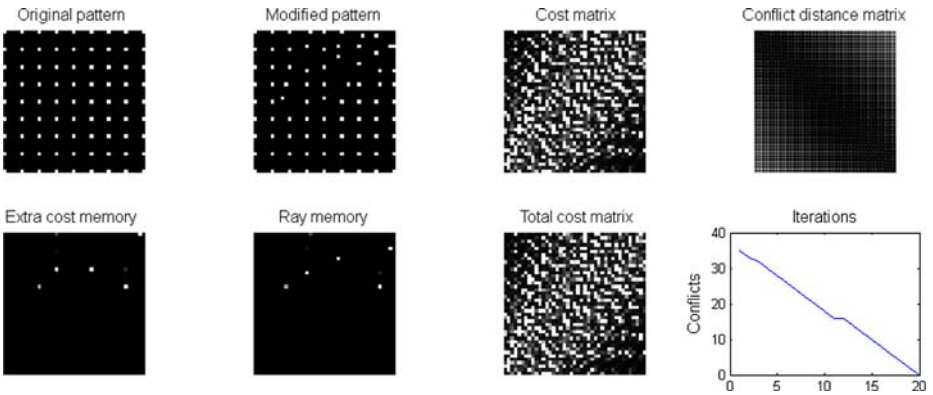 Original pattern
Modified pattern
Cost matrix
Conflict distance matrix
Extra cost memory
Ray memory
Total cost matrix
Iterations
Conflicts
40
30
20
10
0
0
5
10
15
20